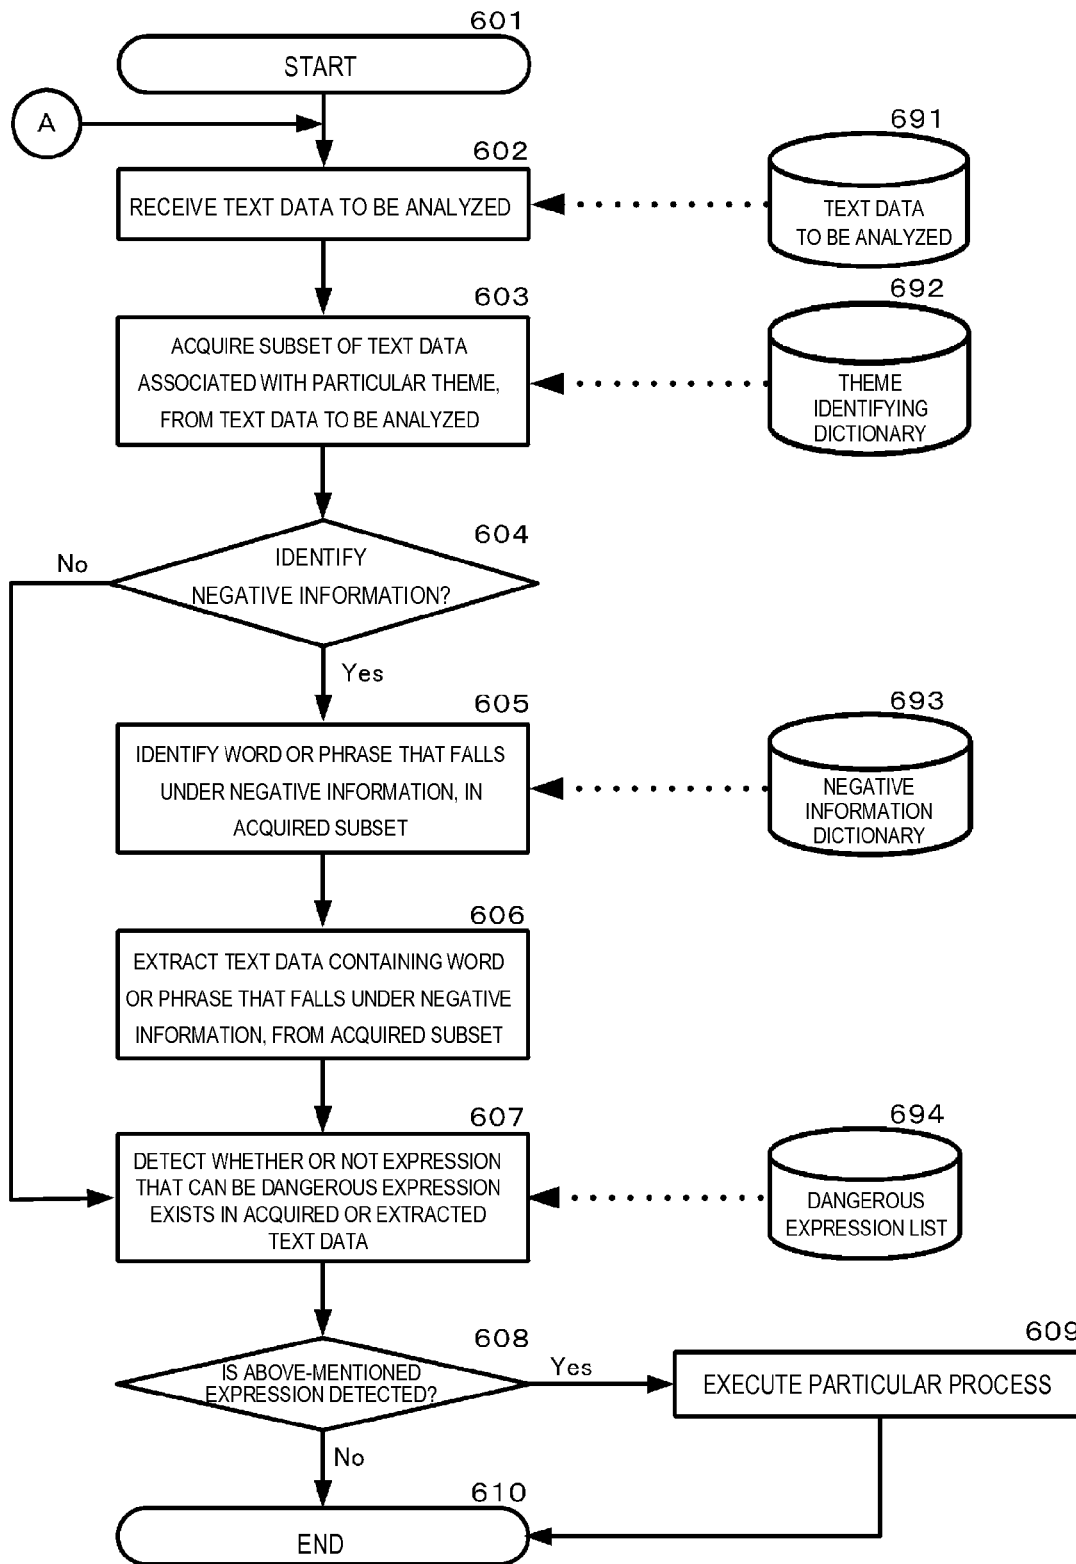 601
START
A
602
RECEIVE TEXT DATA TO BE ANALYZED
691
TEXT DATA
TO BE ANALYZED
603
ACQUIRE SUBSET OF TEXT DATA
ASSOCIATED WITH PARTICULAR THEME,
FROM TEXT DATA TO BE ANALYZED
692
THEME
IDENTIFYING
DICTIONARY
604
IDENTIFY
NEGATIVE INFORMATION?
No
Yes
605
IDENTIFY WORD OR PHRASE THAT FALLS
UNDER NEGATIVE INFORMATION, IN
ACQUIRED SUBSET
693
NEGATIVE
INFORMATION
DICTIONARY
606
EXTRACT TEXT DATA CONTAINING WORD
OR PHRASE THAT FALLS UNDER NEGATIVE
INFORMATION, FROM ACQUIRED SUBSET
607
DETECT WHETHER OR NOT EXPRESSION
THAT CAN BE DANGEROUS EXPRESSION
EXISTS IN ACQUIRED OR EXTRACTED
TEXT DATA
694
DANGEROUS
EXPRESSION LIST
608
IS ABOVE-MENTIONED
EXPRESSION DETECTED?
Yes
609
EXECUTE PARTICULAR PROCESS
No
610
END